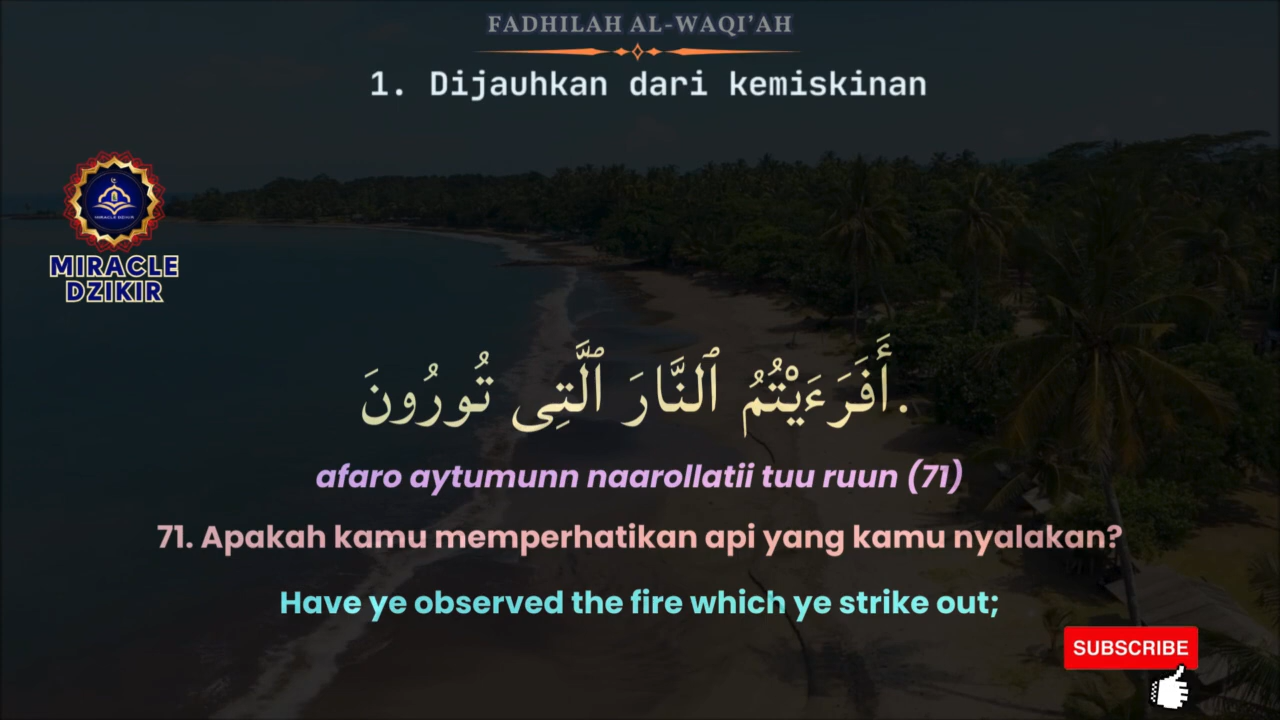 FADHILAH AL-WAQI'AH
1. Dijauhkan dari kemiskinan
MIRACLE DZIKIR
MIRACLE
DZIKIR
أَفَرَءَيْتُمُ ٱلنَّارَ ٱلَّتِى تُورُونَ.
afaro aytumunn naarollatii tuu ruun (71)
71. Apakah kamu memperhatikan api yang kamu nyalakan?
Have ye observed the fire which ye strike out;
SUBSCRIBE